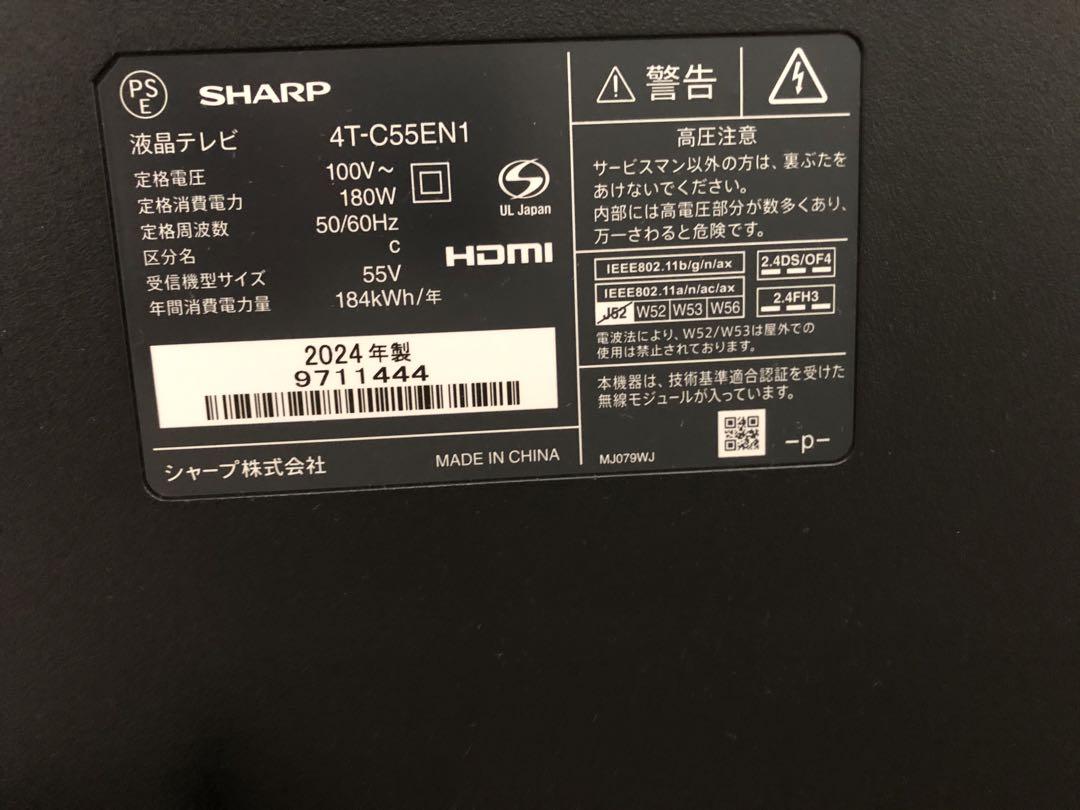 PS
E
SHARP
液晶テレビ 4T-C55EN1
定格電圧 100V～
定格消費電力 180W
定格周波数 50/60Hz
区分名 c
受信機型サイズ 55V
年間消費電力量 184kWh/年
UL Japan
HDMI
2024年製
9711444
シャープ株式会社 MADE IN CHINA
警告
高圧注意
サービスマン以外の方は、裏ぶたを
あけないでください。
内部には高電圧部分が数多くあり、
万一さわると危険です。
IEEE802.11b/g/n/ax
IEEE802.11a/n/ac/ax
J52 W52 W53 W56
2.4DS/OF4
2.4FH3
電波法により、W52/W53は屋外での
使用は禁止されております。
本機器は、技術基準適合認証を受けた
無線モジュールが入っています。
MJ079WJ
–p–